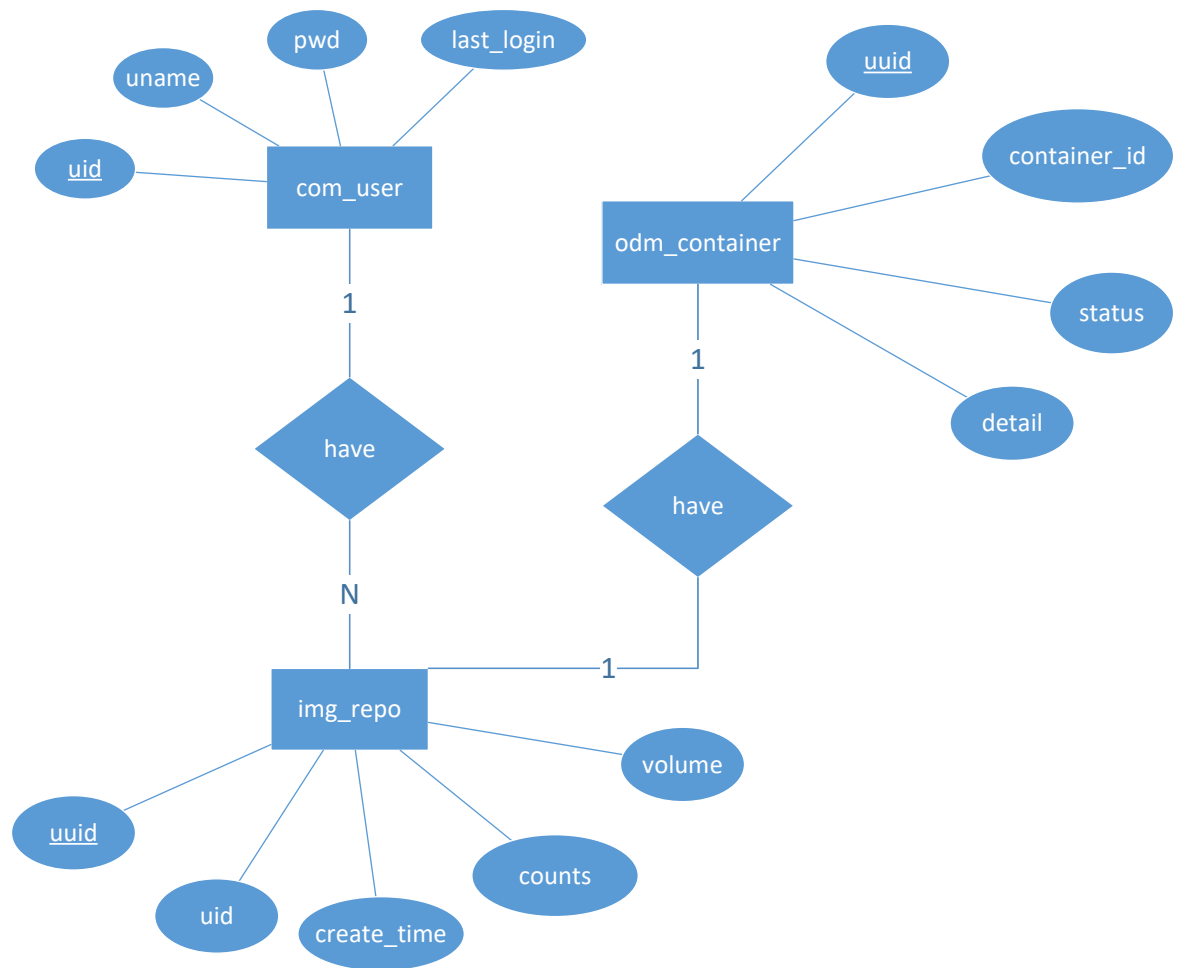 pwd
last_login
uname
uuid
uid
container_id
com_user
odm_container
1
status
1
detail
have
have
N
1
img_repo
volume
uuid
counts
uid
create_time